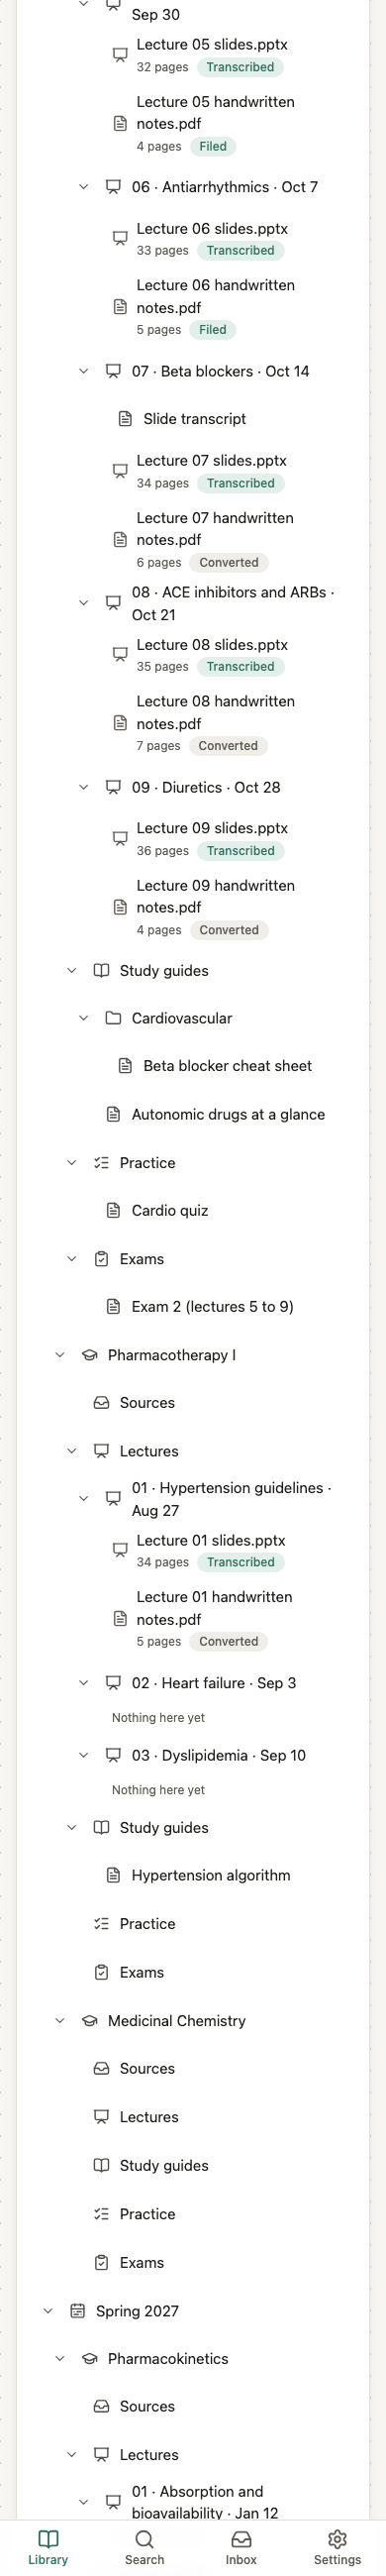 Sep 30
Lecture 05 slides.pptx
32 pages Transcribed
Lecture 05 handwritten
notes.pdf
4 pages Filed
06 · Antiarrhythmics · Oct 7
Lecture 06 slides.pptx
33 pages Transcribed
Lecture 06 handwritten
notes.pdf
5 pages Filed
07 · Beta blockers · Oct 14
Slide transcript
Lecture 07 slides.pptx
34 pages Transcribed
Lecture 07 handwritten
notes.pdf
6 pages Converted
08 · ACE inhibitors and ARBs ·
Oct 21
Lecture 08 slides.pptx
35 pages Transcribed
Lecture 08 handwritten
notes.pdf
7 pages Converted
09 · Diuretics · Oct 28
Lecture 09 slides.pptx
36 pages Transcribed
Lecture 09 handwritten
notes.pdf
4 pages Converted
Study guides
Cardiovascular
Beta blocker cheat sheet
Autonomic drugs at a glance
Practice
Cardio quiz
Exams
Exam 2 (lectures 5 to 9)
Pharmacotherapy I
Sources
Lectures
01 · Hypertension guidelines ·
Aug 27
Lecture 01 slides.pptx
34 pages Transcribed
Lecture 01 handwritten
notes.pdf
5 pages Converted
02 · Heart failure · Sep 3
Nothing here yet
03 · Dyslipidemia · Sep 10
Nothing here yet
Study guides
Hypertension algorithm
Practice
Exams
Medicinal Chemistry
Sources
Lectures
Study guides
Practice
Exams
Spring 2027
Pharmacokinetics
Sources
Lectures
01 · Absorption and
bioavailability · Jan 12
Library Search Inbox Settings